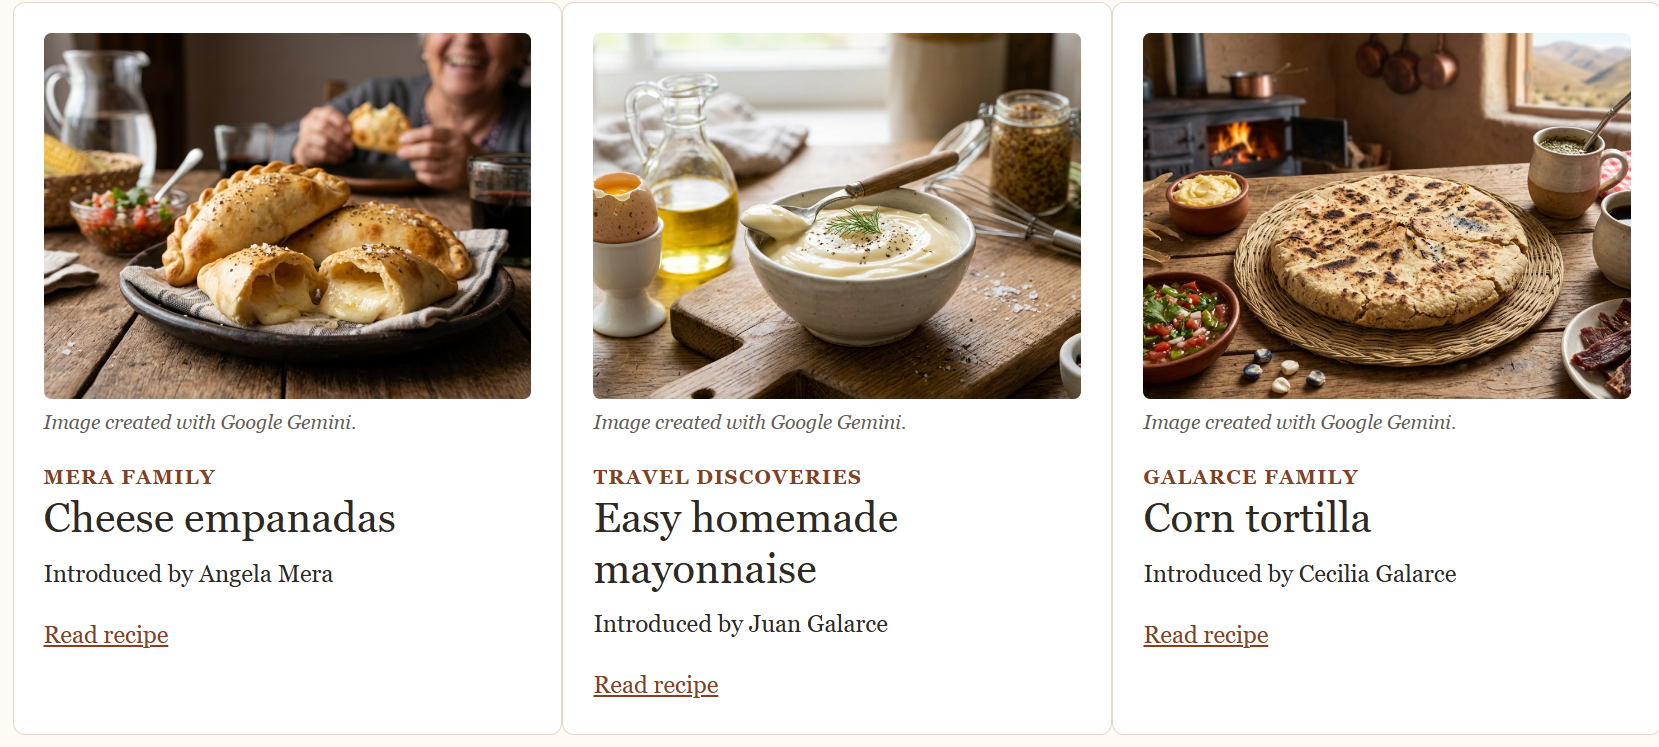 Image created with Google Gemini.
MERA FAMILY
Cheese empanadas
Introduced by Angela Mera
Read recipe
Image created with Google Gemini.
TRAVEL DISCOVERIES
Easy homemade
mayonnaise
Introduced by Juan Galarce
Read recipe
Image created with Google Gemini.
GALARCE FAMILY
Corn tortilla
Introduced by Cecilia Galarce
Read recipe